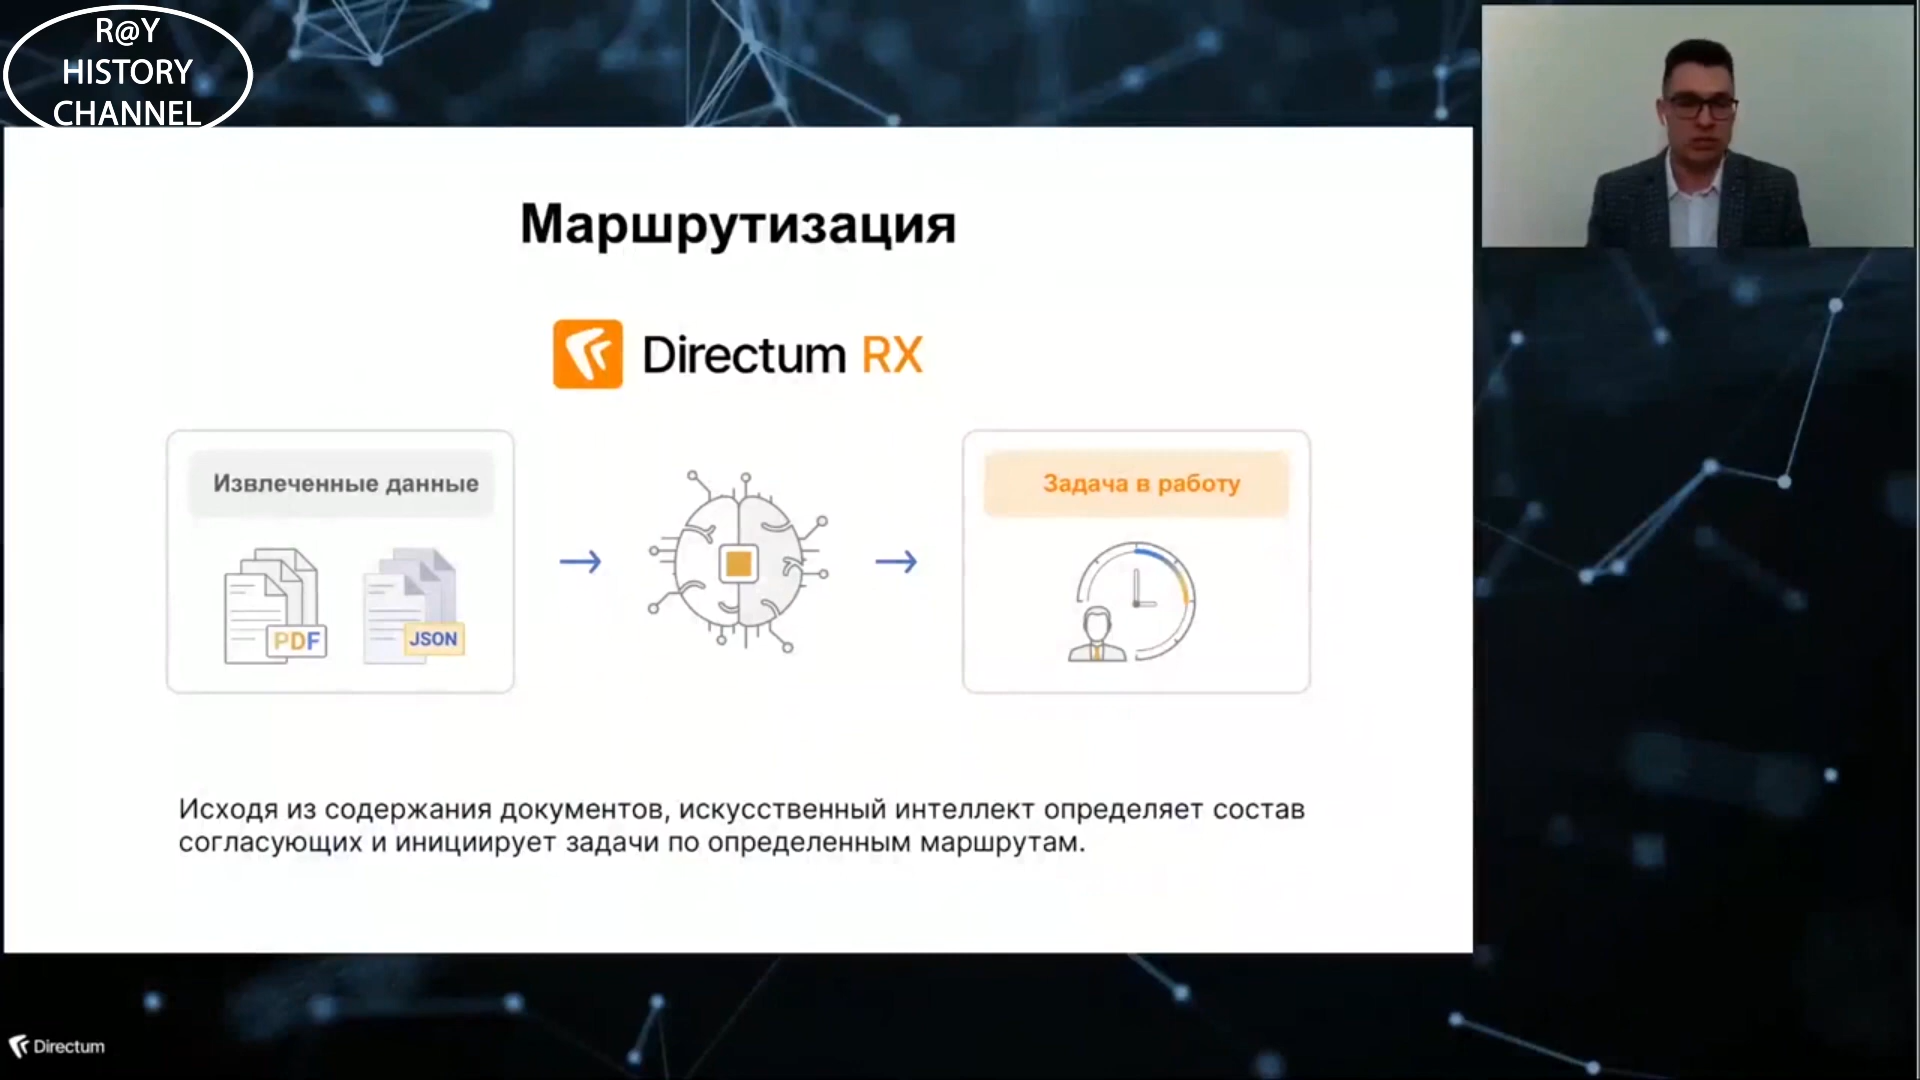 R@Y
HISTORY
CHANNEL
Маршрутизация
Directum RX
Извлеченные данные
PDF
JSON
Задача в работу
Исходя из содержания документов, искусственный интеллект определяет состав
согласующих и инициирует задачи по определенным маршрутам.
Directum